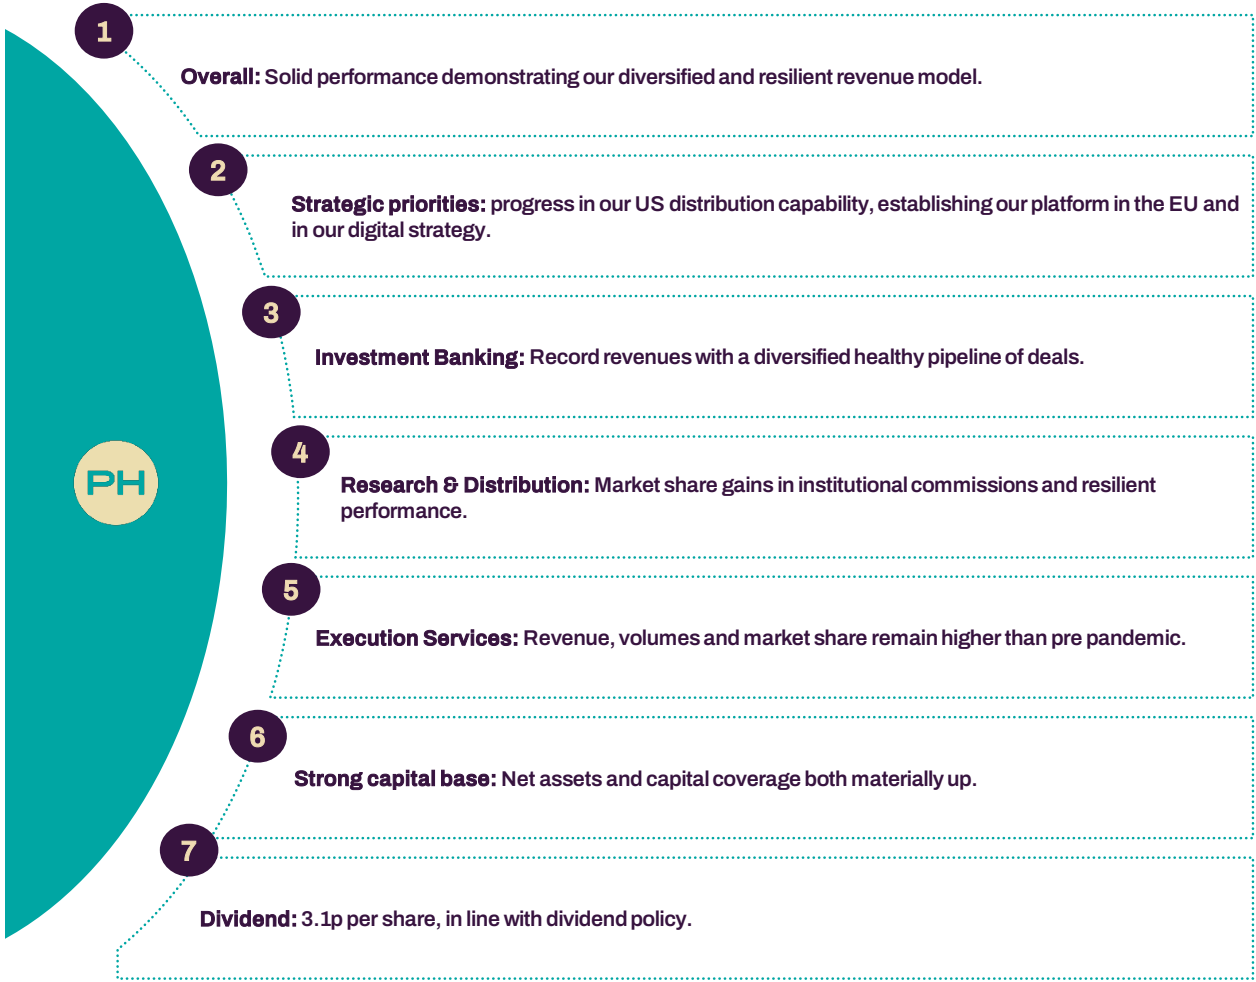 1
Overall: Solid performance demonstrating our diversified and resilient revenue model.
2
Strategic priorities: progress in our US distribution capability, establishing our platform in the EU and
in our digital strategy.
3
Investment Banking: Record revenues with a diversified healthy pipeline of deals.
4
PH
Research & Distribution: Market share gains in institutional commissions and resilient
performance.
5
Execution Services: Revenue, volumes and market share remain higher than pre pandemic.
6
Strong capital base: Net assets and capital coverage both materially up.
7
Dividend: 3.1p per share, in line with dividend policy.